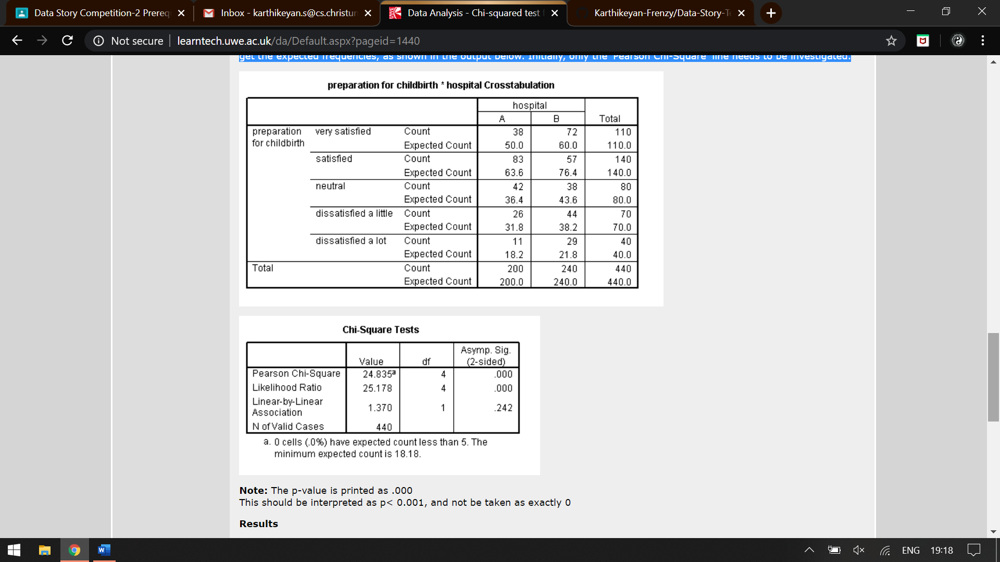 Data Story Competition-2 Prereq
Inbox - karthikeyan.s@cs.christun
Data Analysis - Chi-squared test f
Karthikeyan-Frenzy/Data-Story-Te
Not secure
learntech.uwe.ac.uk/da/Default.aspx?pageid=1440
get the expected frequencies, as shown in the output below. Initially, only the 'Pearson Chi-Square' line needs to be investigated.
preparation for childbirth * hospital Crosstabulation
hospital
A B Total
preparation for childbirth very satisfied Count 38 72 110
Expected Count 50.0 60.0 110.0
satisfied Count 83 57 140
Expected Count 63.6 76.4 140.0
neutral Count 42 38 80
Expected Count 36.4 43.6 80.0
dissatisfied a little Count 26 44 70
Expected Count 31.8 38.2 70.0
dissatisfied a lot Count 11 29 40
Expected Count 18.2 21.8 40.0
Total Count 200 240 440
Expected Count 200.0 240.0 440.0
Chi-Square Tests
Value df Asymp. Sig. (2-sided)
Pearson Chi-Square 24.835a 4 .000
Likelihood Ratio 25.178 4 .000
Linear-by-Linear Association 1.370 1 .242
N of Valid Cases 440
a. 0 cells (.0%) have expected count less than 5. The
minimum expected count is 18.18.
Note: The p-value is printed as .000
This should be interpreted as p< 0.001, and not be taken as exactly 0
Results
ENG 19:18